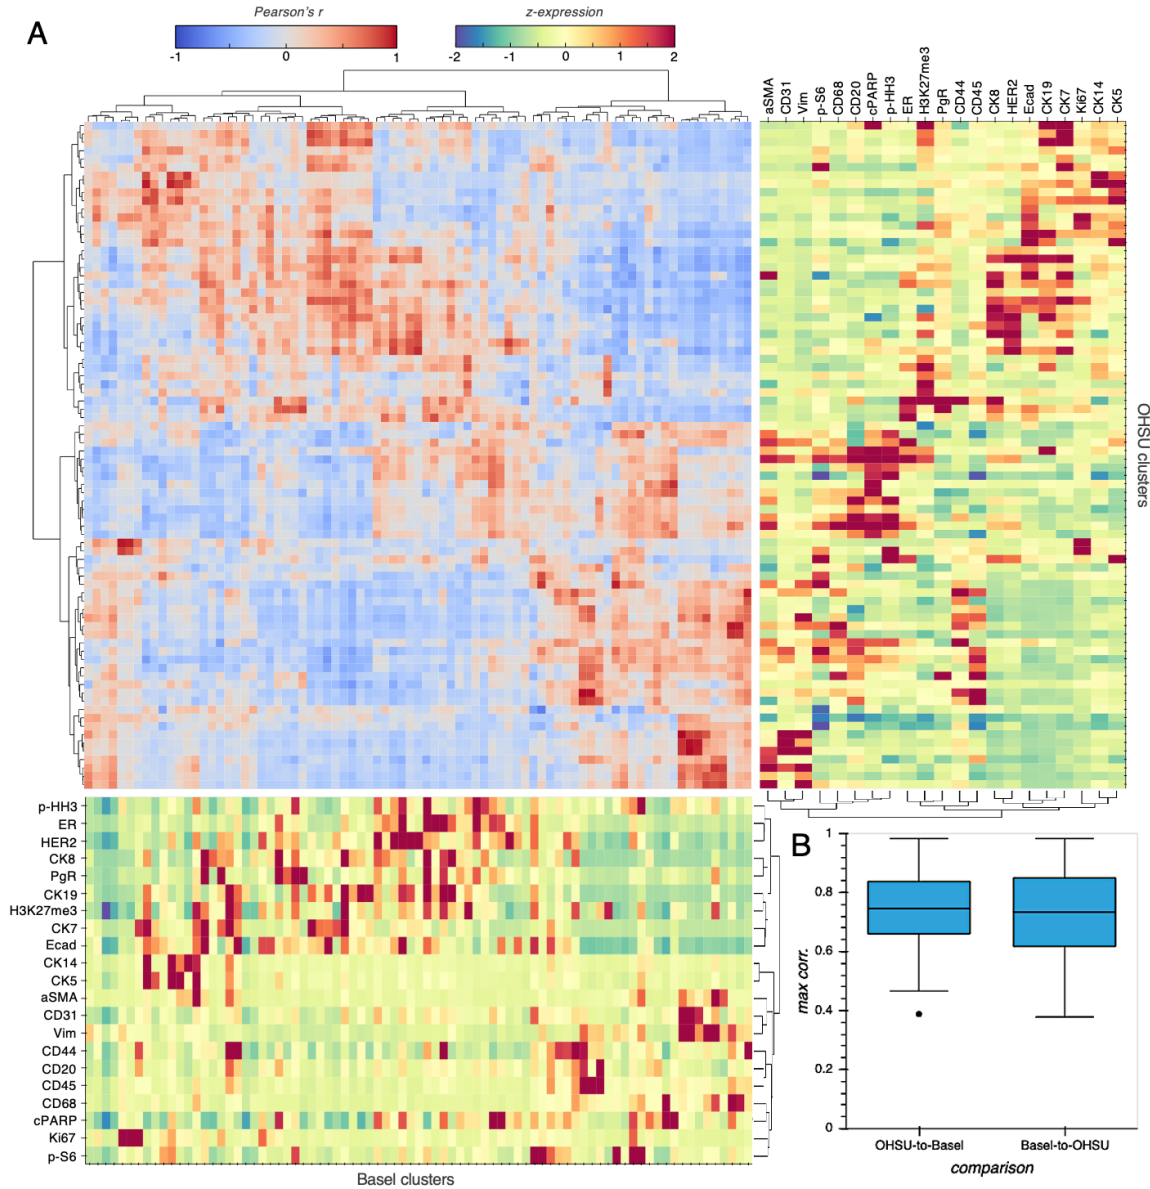 A
Pearson's r
-1
0
1
z-expression
-2
-1
0
1
2
aSMA
CD31
Vim
p-S6
CD68
CD20
cPARP
p-HH3
ER
H3K27me3
PgR
CD44
CD45
CK8
HER2
Ecad
CK19
CK7
Ki67
CK14
CK5
OHSU clusters
p-HH3
ER
HER2
CK8
PgR
CK19
H3K27me3
CK7
Ecad
CK14
CK5
aSMA
CD31
Vim
CD44
CD20
CD45
CD68
cPARP
Ki67
p-S6
Basel clusters
B
1
0.8
0.6
0.4
0.2
0
max corr.
OHSU-to-Basel
Basel-to-OHSU
comparison